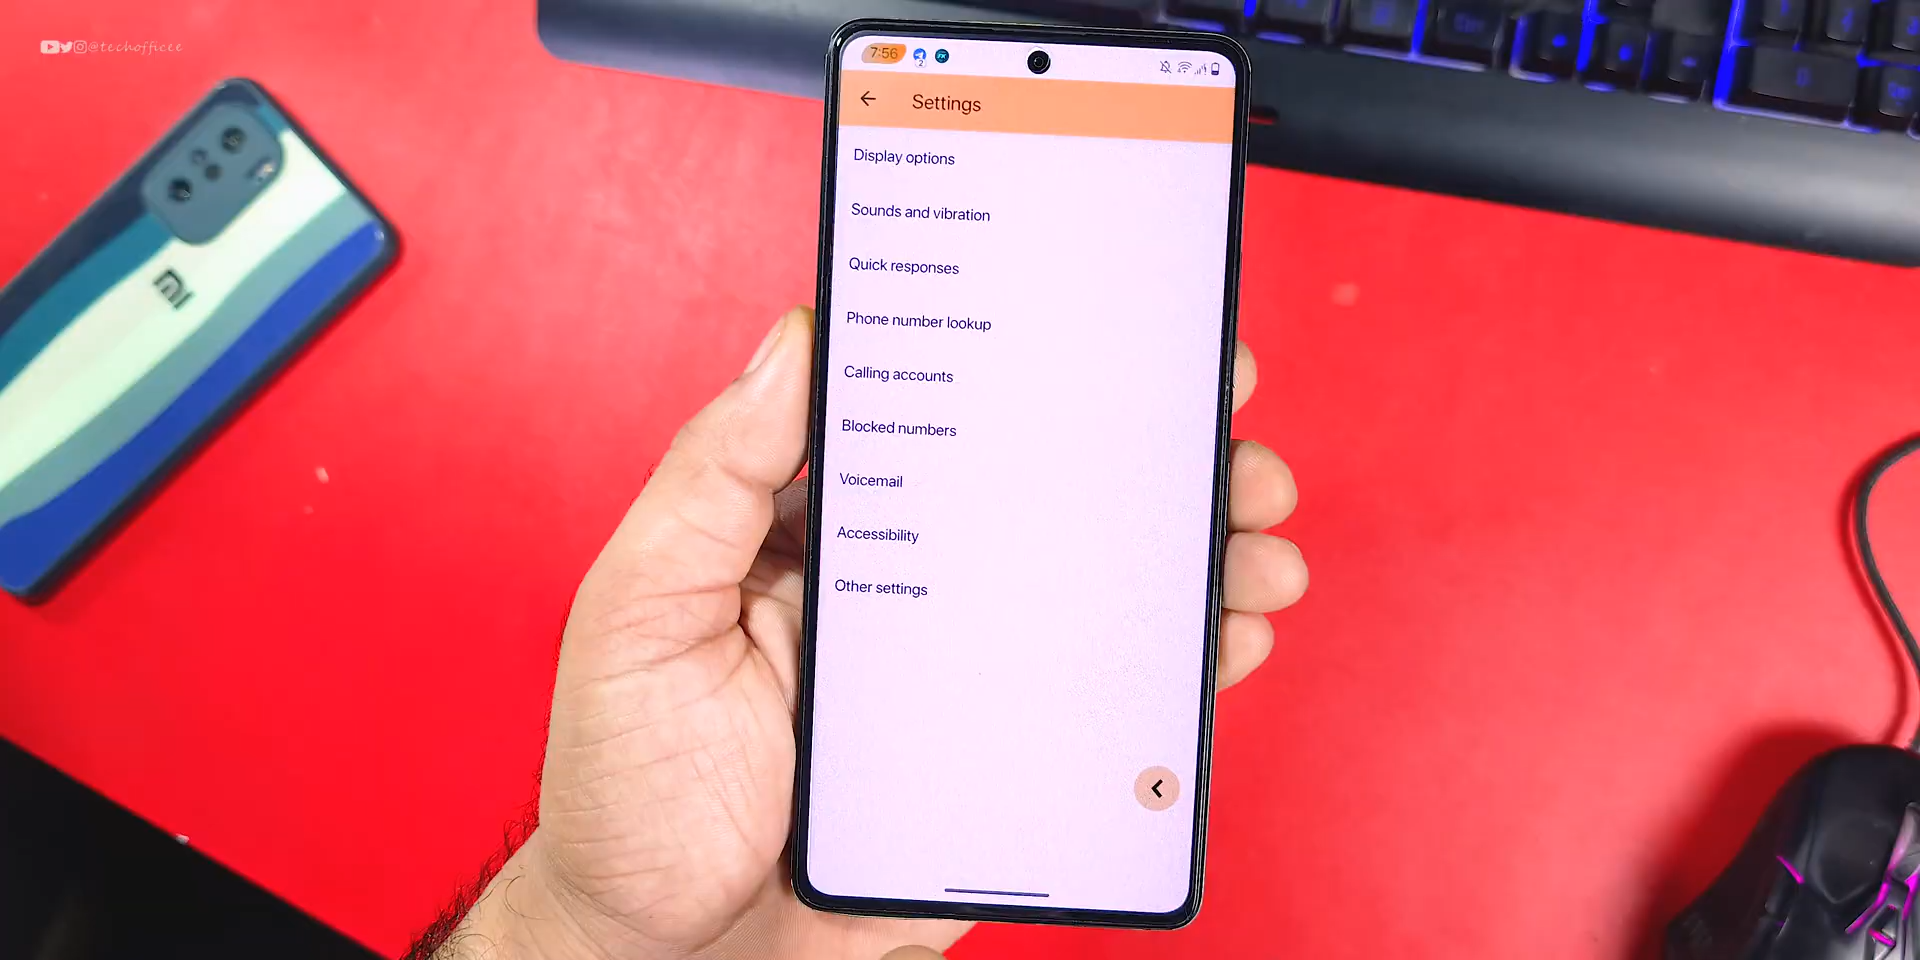 @techofficee
7:56
2
Settings
Display options
Sounds and vibration
Quick responses
Phone number lookup
Calling accounts
Blocked numbers
Voicemail
Accessibility
Other settings
mi